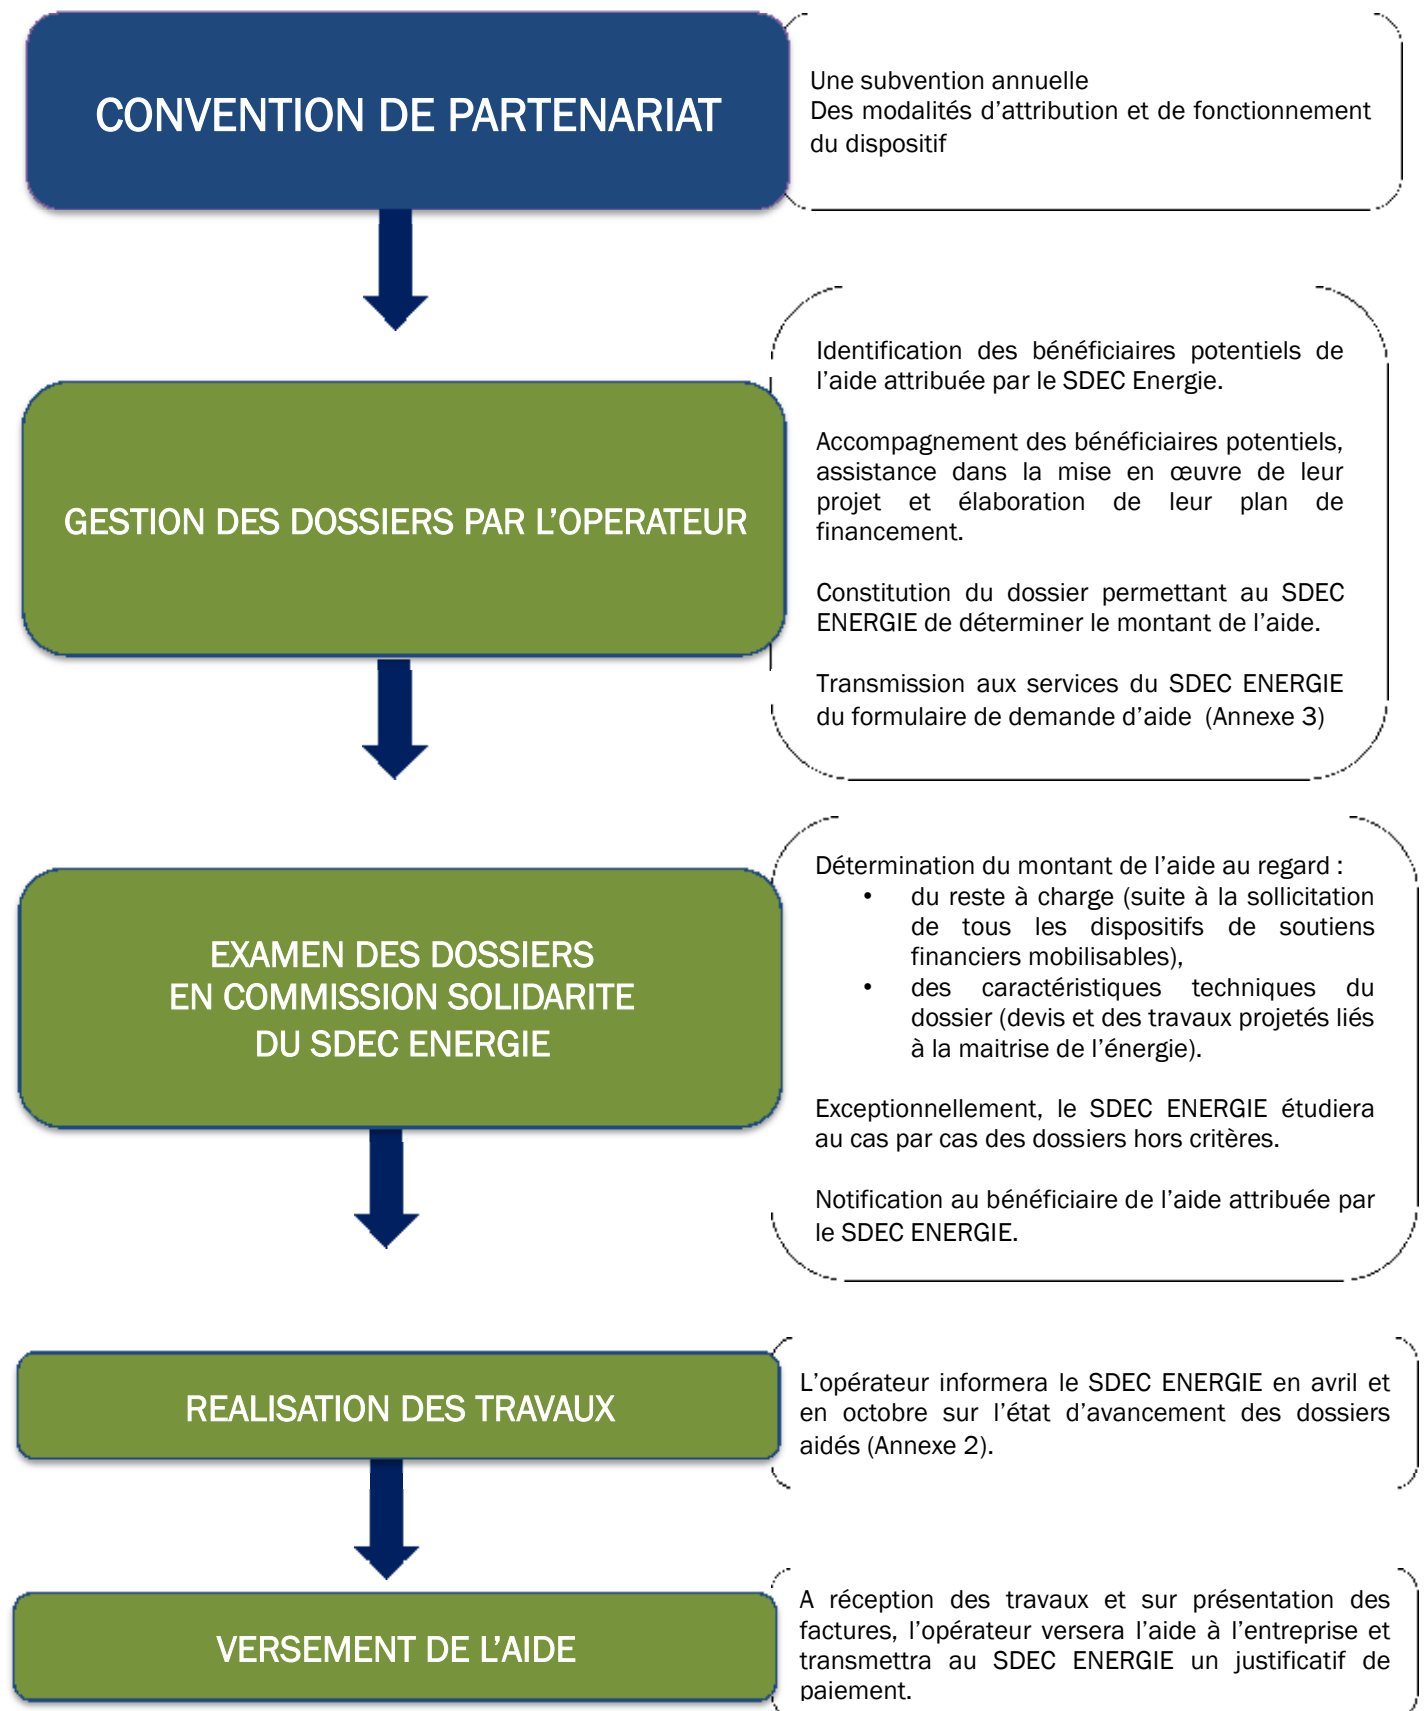 CONVENTION DE PARTENARIAT
Une subvention annuelle
Des modalités d’attribution et de fonctionnement
du dispositif
GESTION DES DOSSIERS PAR L’OPERATEUR
Identification des bénéficiaires potentiels de
l’aide attribuée par le SDEC Energie.
Accompagnement des bénéficiaires potentiels,
assistance dans la mise en œuvre de leur
projet et élaboration de leur plan de
financement.
Constitution du dossier permettant au SDEC
ENERGIE de déterminer le montant de l’aide.
Transmission aux services du SDEC ENERGIE
du formulaire de demande d’aide (Annexe 3)
EXAMEN DES DOSSIERS
EN COMMISSION SOLIDARITE
DU SDEC ENERGIE
Détermination du montant de l’aide au regard :
• du reste à charge (suite à la sollicitation
de tous les dispositifs de soutiens
financiers mobilisables),
• des caractéristiques techniques du
dossier (devis et des travaux projetés liés
à la maitrise de l’énergie).
Exceptionnellement, le SDEC ENERGIE étudiera
au cas par cas des dossiers hors critères.
Notification au bénéficiaire de l’aide attribuée par
le SDEC ENERGIE.
REALISATION DES TRAVAUX
L’opérateur informera le SDEC ENERGIE en avril et
en octobre sur l’état d’avancement des dossiers
aidés (Annexe 2).
VERSEMENT DE L’AIDE
A réception des travaux et sur présentation des
factures, l’opérateur versera l’aide à l’entreprise et
transmettra au SDEC ENERGIE un justificatif de
paiement.